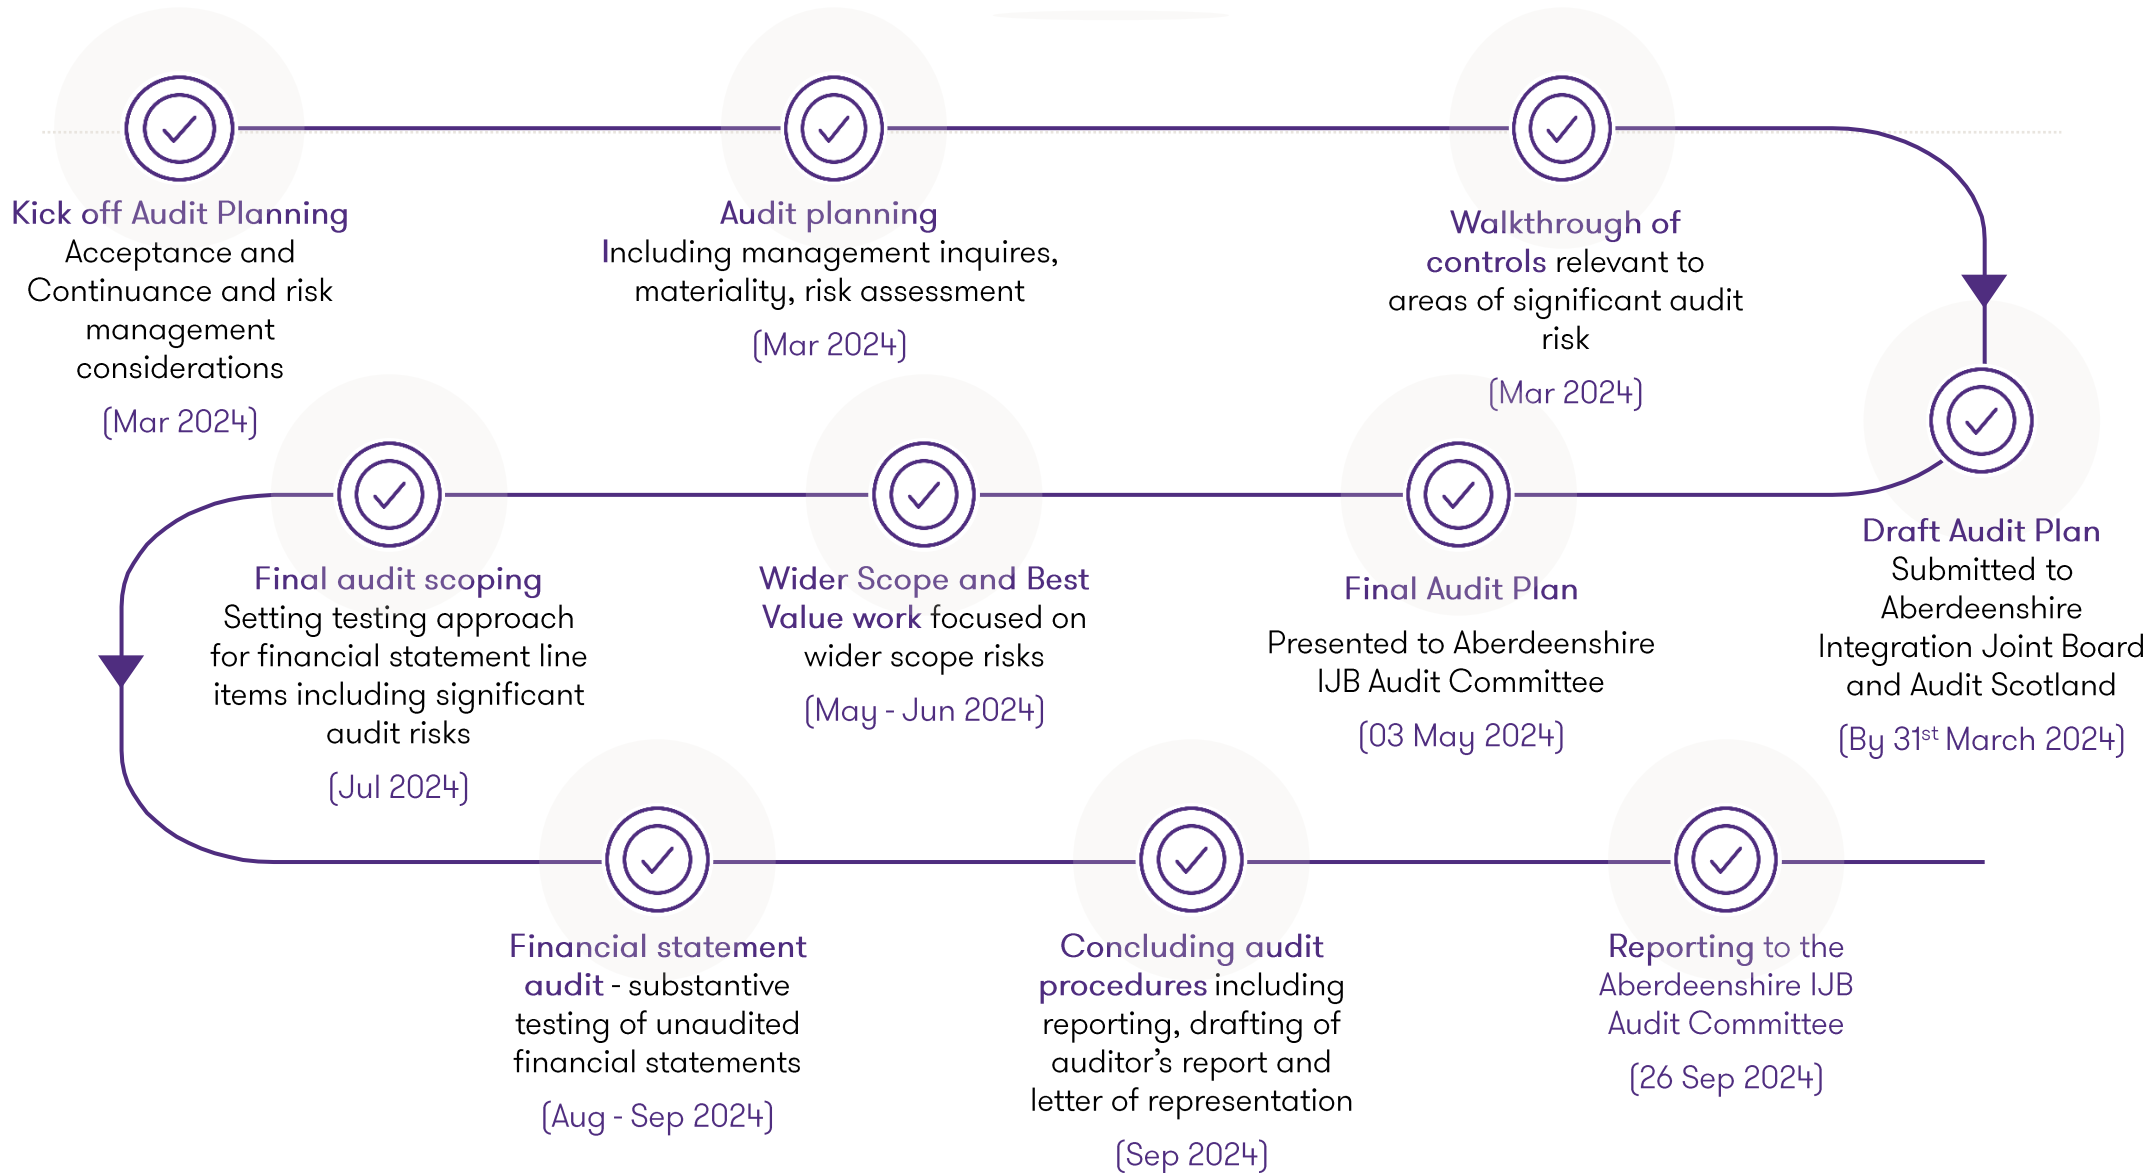 Kick off Audit Planning
Acceptance and
Continuance and risk
management
considerations
(Mar 2024)
Audit planning
Including management inquires,
materiality, risk assessment
(Mar 2024)
Walkthrough of
controls relevant to
areas of significant audit
risk
(Mar 2024)
Draft Audit Plan
Submitted to
Aberdeenshire
Integration Joint Board
and Audit Scotland
(By 31st March 2024)
Final Audit Plan
Presented to Aberdeenshire
IJB Audit Committee
(03 May 2024)
Wider Scope and Best
Value work focused on
wider scope risks
(May - Jun 2024)
Final audit scoping
Setting testing approach
for financial statement line
items including significant
audit risks
(Jul 2024)
Financial statement
audit - substantive
testing of unaudited
financial statements
(Aug - Sep 2024)
Concluding audit
procedures including
reporting, drafting of
auditor’s report and
letter of representation
(Sep 2024)
Reporting to the
Aberdeenshire IJB
Audit Committee
(26 Sep 2024)